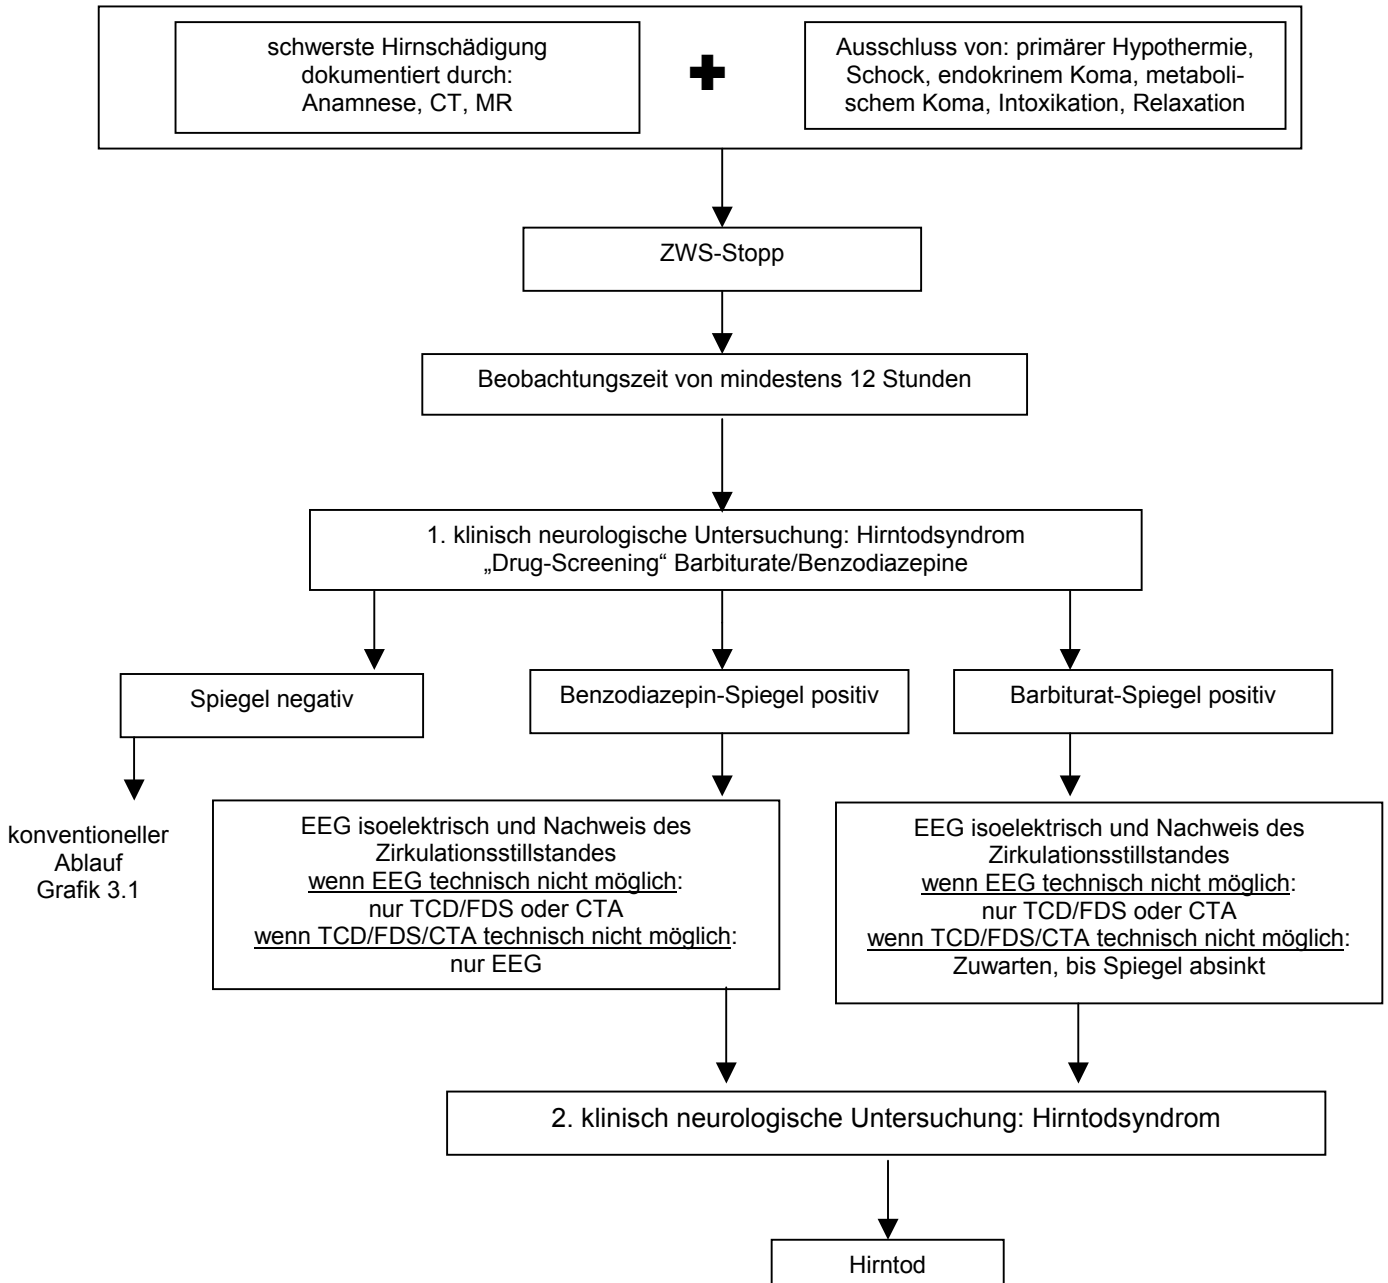 schwerste Hirnschädigung
dokumentiert durch:
Anamnese, CT, MR
Ausschluss von: primärer Hypothermie,
Schock, endokrinem Koma, metaboli-
schem Koma, Intoxikation, Relaxation
ZWS-Stopp
Beobachtungszeit von mindestens 12 Stunden
1. klinisch neurologische Untersuchung: Hirntodsyndrom
„Drug-Screening“ Barbiturate/Benzodiazepine
Spiegel negativ
Benzodiazepin-Spiegel positiv
Barbiturat-Spiegel positiv
konventioneller
Ablauf
Grafik 3.1
EEG isoelektrisch und Nachweis des
Zirkulationsstillstandes
wenn EEG technisch nicht möglich:
nur TCD/FDS oder CTA
wenn TCD/FDS/CTA technisch nicht möglich:
nur EEG
EEG isoelektrisch und Nachweis des
Zirkulationsstillstandes
wenn EEG technisch nicht möglich:
nur TCD/FDS oder CTA
wenn TCD/FDS/CTA technisch nicht möglich:
Zuwarten, bis Spiegel absinkt
2. klinisch neurologische Untersuchung: Hirntodsyndrom
Hirntod